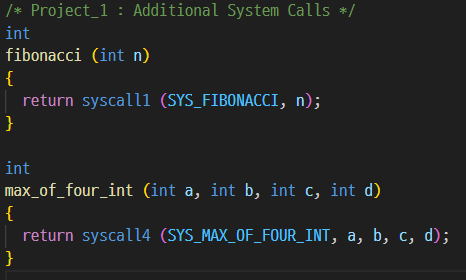 /* Project_1 : Additional System Calls */
int
fibonacci (int n)
{
  return syscall1 (SYS_FIBONACCI, n);
}

int
max_of_four_int (int a, int b, int c, int d)
{
  return syscall4 (SYS_MAX_OF_FOUR_INT, a, b, c, d);
}